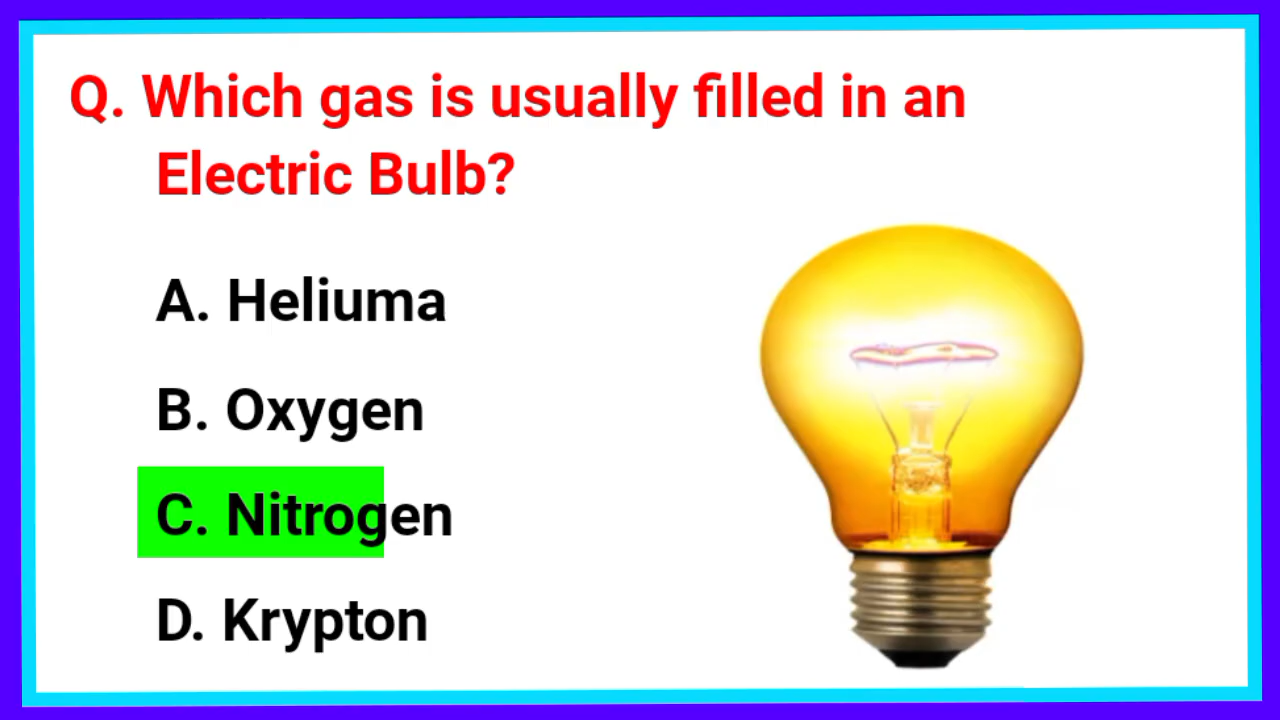 Q. Which gas is usually filled in an
Electric Bulb?
A. Heliuma
B. Oxygen
C. Nitrogen
D. Krypton